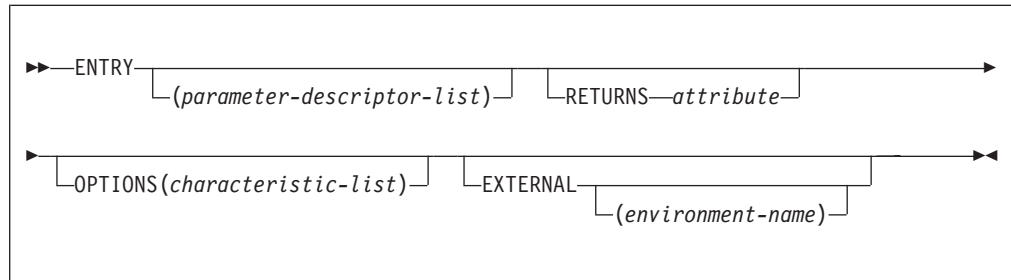 ENTRY
(parameter-descriptor-list)
RETURNS attribute
OPTIONS(characteristic-list)
EXTERNAL
(environment-name)